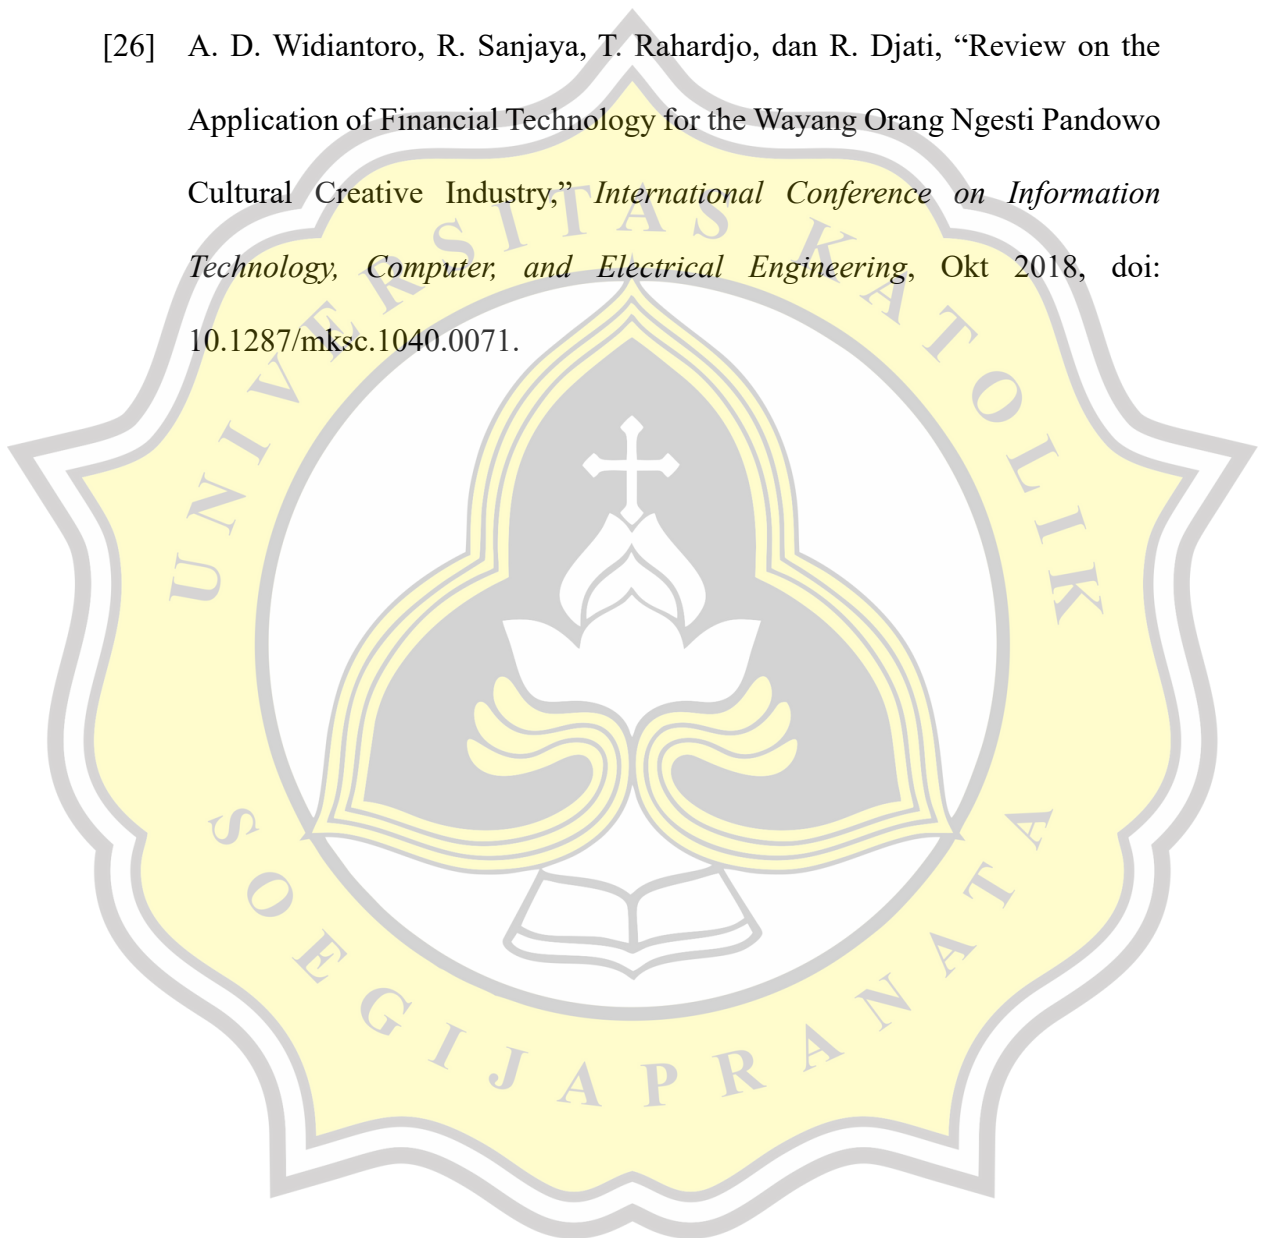 [26] A. D. Widiantoro, R. Sanjaya, T. Rahardjo, dan R. Djati, “Review on the
Application of Financial Technology for the Wayang Orang Ngesti Pandowo
Cultural Creative Industry,” International Conference on Information
Technology, Computer, and Electrical Engineering, Okt 2018, doi:
10.1287/mksc.1040.0071.
UNIVERSITAS KATOLIK
SOEGIJAPRANATA